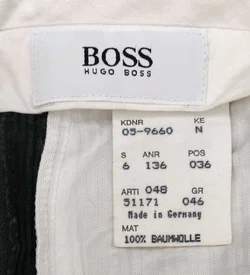 BOSS
HUGO BOSS
KDNR KE
05-9660 N
S ANR POS
6 136 036
ARTI 048 GR
51171 046
Made in Germany
MAT
100% BAUMWOLLE